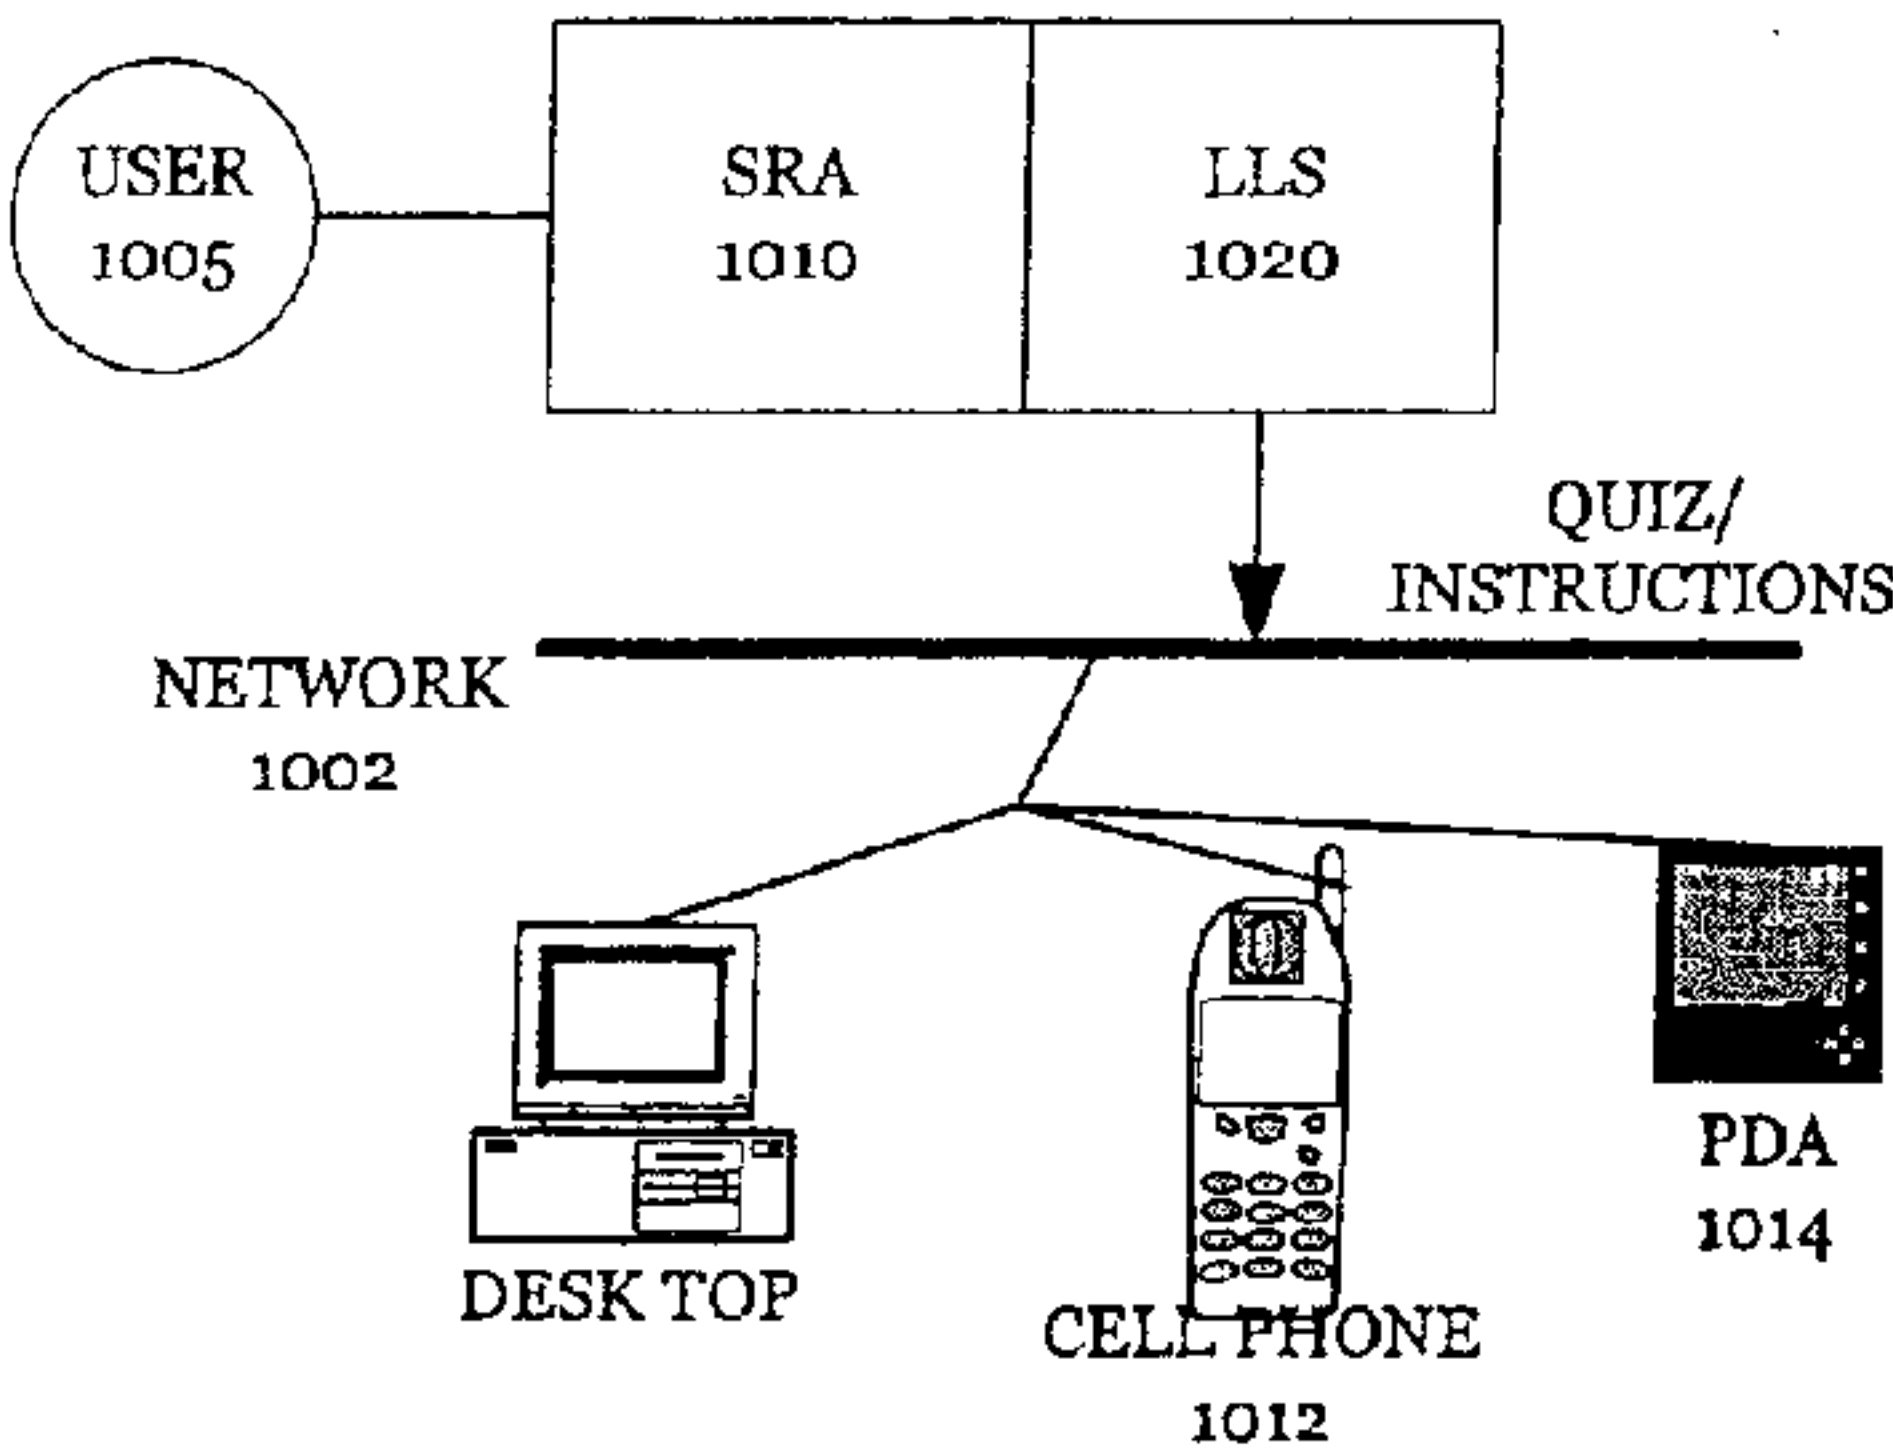 USER
1005
SRA
1010
LLS
1020
QUIZ/
INSTRUCTIONS
NETWORK
1002
DESK TOP
CELL PHONE
1012
PDA
1014